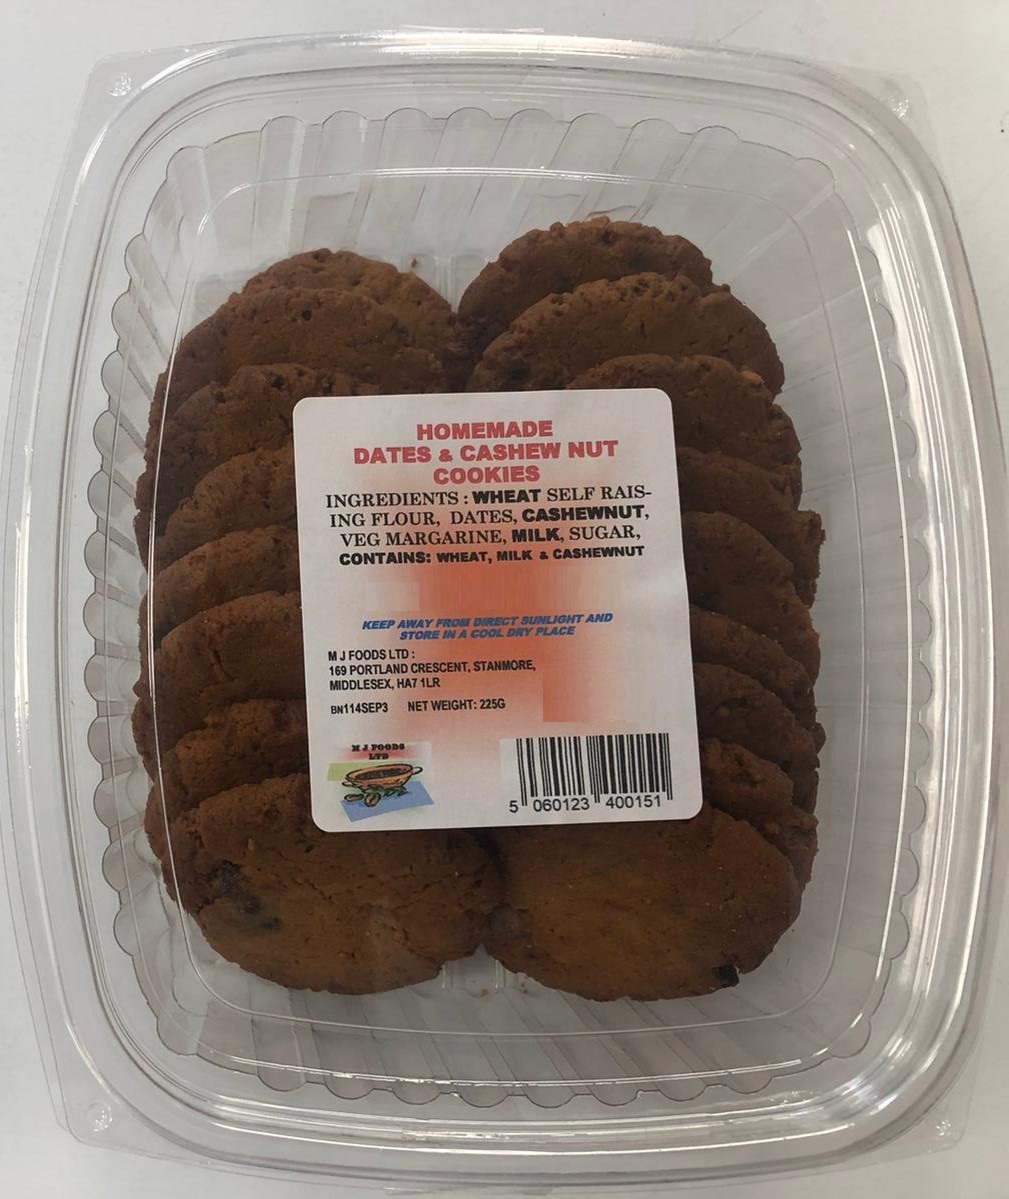 HOMEMADE
DATES & CASHEW NUT
COOKIES
INGREDIENTS : WHEAT SELF RAIS-
ING FLOUR, DATES, CASHEWNUT,
VEG MARGARINE, MILK, SUGAR,
CONTAINS: WHEAT, MILK & CASHEWNUT
KEEP AWAY FROM DIRECT SUNLIGHT AND
STORE IN A COOL DRY PLACE
M J FOODS LTD :
169 PORTLAND CRESCENT, STANMORE,
MIDDLESEX, HA7 1LR
BN114SEP3 NET WEIGHT: 225G
M J FOODS
LTD
5 060123 400151